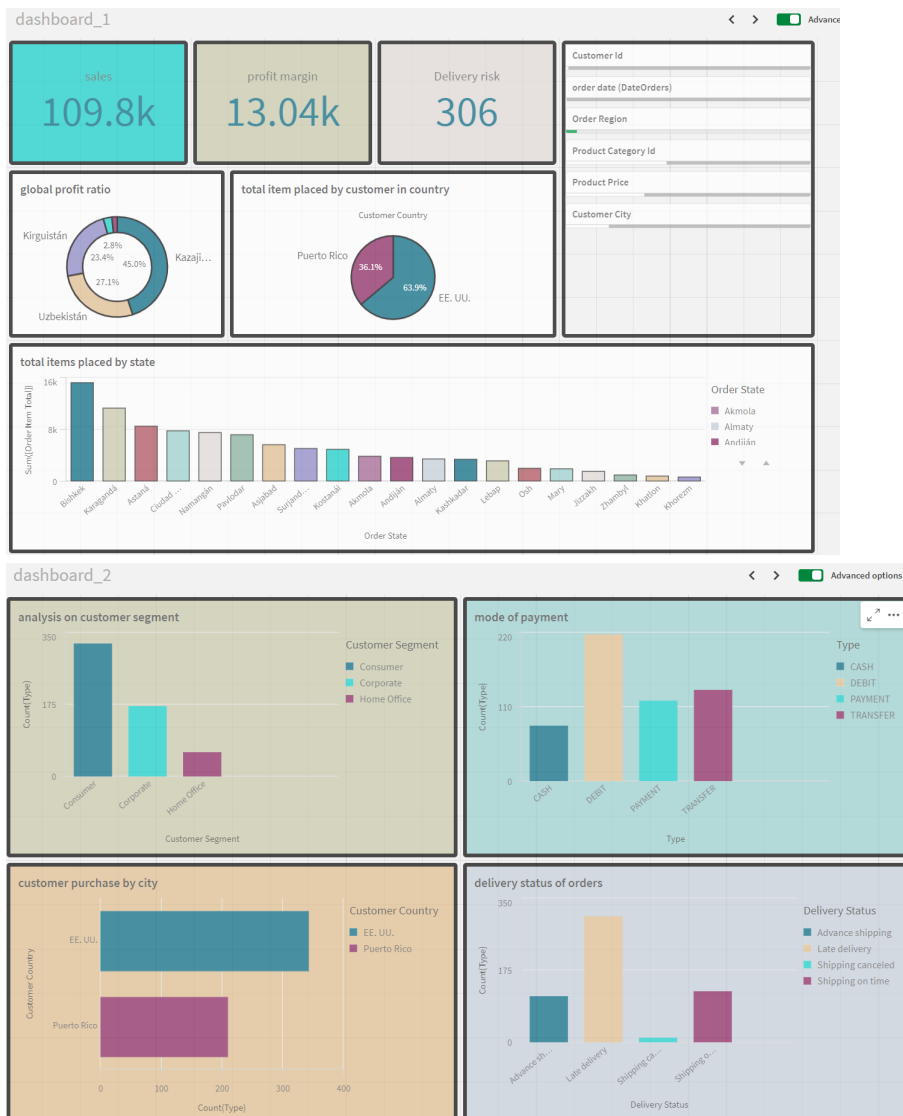 dashboard_1
Advance
sales
109.8k
profit margin
13.04k
Delivery risk
306
Customer Id
order date (DateOrders)
Order Region
Product Category Id
Product Price
Customer City
global profit ratio
Kirguistán
2.8%
23.4%
45.0%
27.1%
Kazaji...
Uzbekistán
total item placed by customer in country
Customer Country
Puerto Rico
36.1%
63.9%
EE. UU.
total items placed by state
Sum([Order Item Total])
16k
8k
0
Bishkek
Karagandá
Astaná
Ciudad ...
Namangán
Pavlodar
Asjabad
Surjand...
Kostanái
Akmola
Andiján
Almaty
Kashkadar
Lebap
Osh
Mary
Jizzakh
Zhambyl
Khatlon
Khorezm
Order State
Order State
Akmola
Almaty
Andiján
dashboard_2
Advanced options
analysis on customer segment
Count(Type)
350
175
0
Consumer
Corporate
Home Office
Customer Segment
Customer Segment
Consumer
Corporate
Home Office
mode of payment
Count(Type)
220
110
0
CASH
DEBIT
PAYMENT
TRANSFER
Type
Type
CASH
DEBIT
PAYMENT
TRANSFER
customer purchase by city
Customer Country
EE. UU.
Puerto Rico
0
100
200
300
400
Count(Type)
Customer Country
EE. UU.
Puerto Rico
delivery status of orders
Count(Type)
350
175
0
Advance sh...
Late delivery
Shipping ca...
Shipping o...
Delivery Status
Delivery Status
Advance shipping
Late delivery
Shipping canceled
Shipping on time